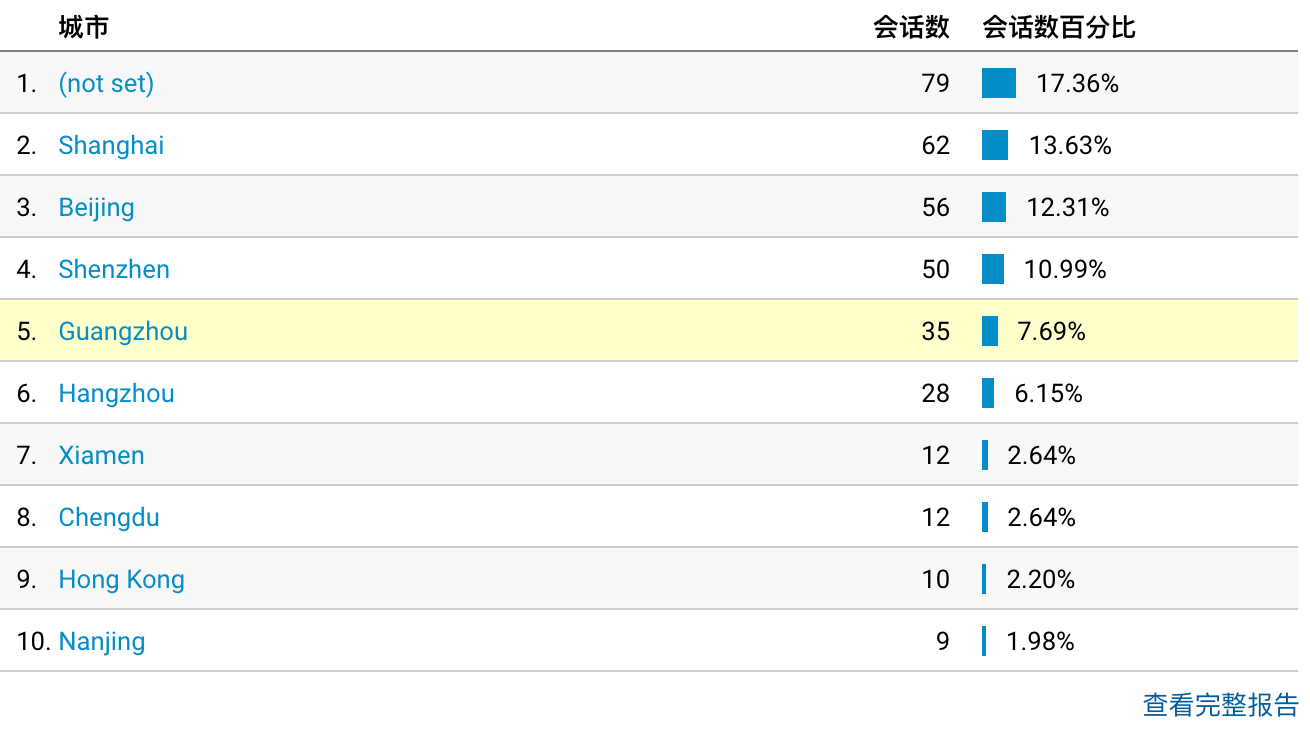 城市 会话数 会话数百分比
1. (not set) 79 17.36%
2. Shanghai 62 13.63%
3. Beijing 56 12.31%
4. Shenzhen 50 10.99%
5. Guangzhou 35 7.69%
6. Hangzhou 28 6.15%
7. Xiamen 12 2.64%
8. Chengdu 12 2.64%
9. Hong Kong 10 2.20%
10. Nanjing 9 1.98%
查看完整报告